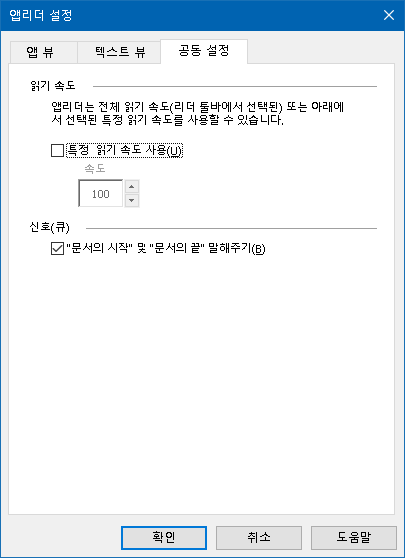 앱리더 설정
앱 뷰
텍스트 뷰
공동 설정
읽기 속도
앱리더는 전체 읽기 속도(리더 툴바에서 선택된) 또는 아래에
서 선택된 특정 읽기 속도를 사용할 수 있습니다.
특정 읽기 속도 사용(U)
속도
100
신호(큐)
"문서의 시작" 및 "문서의 끝" 말해주기(B)
확인
취소
도움말